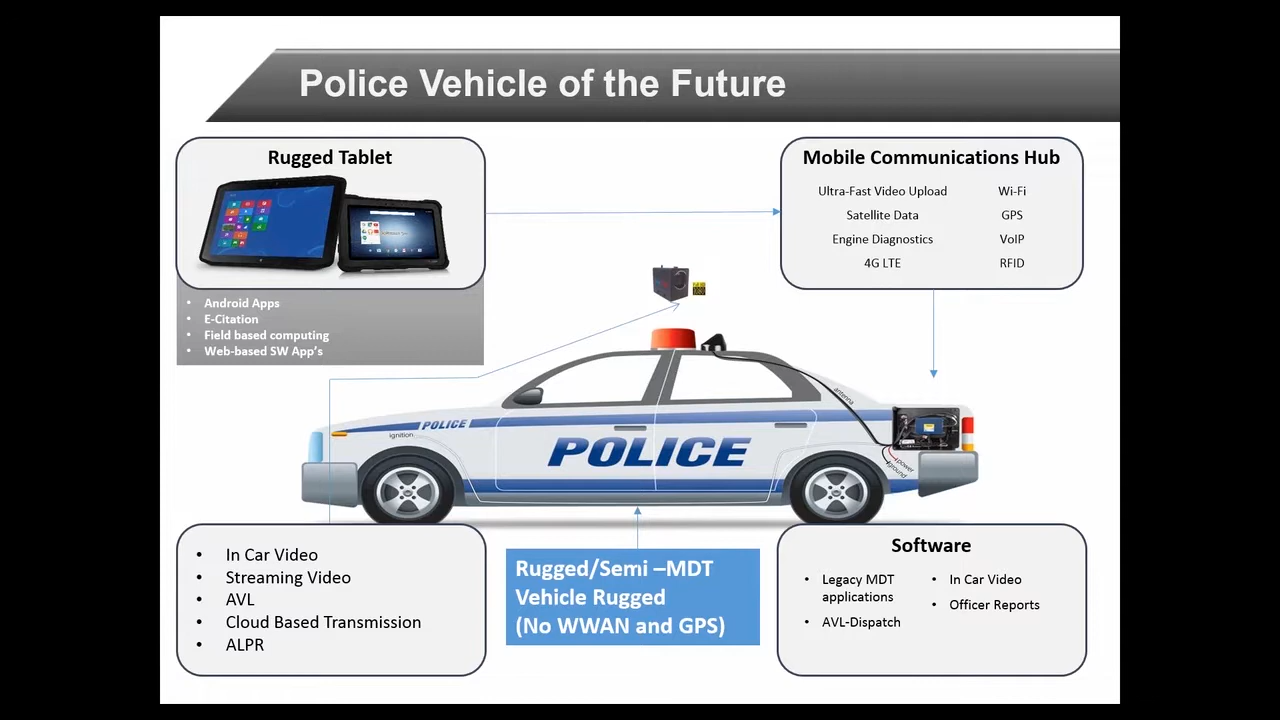 Police Vehicle of the Future
Rugged Tablet
• Android Apps
• E-Citation
• Field based computing
• Web-based SW App's
Mobile Communications Hub
Ultra-Fast Video Upload Wi-Fi
Satellite Data GPS
Engine Diagnostics VoIP
4G LTE RFID
antenna
ignition
POLICE
POLICE
power
ground
• In Car Video
• Streaming Video
• AVL
• Cloud Based Transmission
• ALPR
Rugged/Semi –MDT
Vehicle Rugged
(No WWAN and GPS)
Software
• Legacy MDT
applications
• AVL-Dispatch
• In Car Video
• Officer Reports